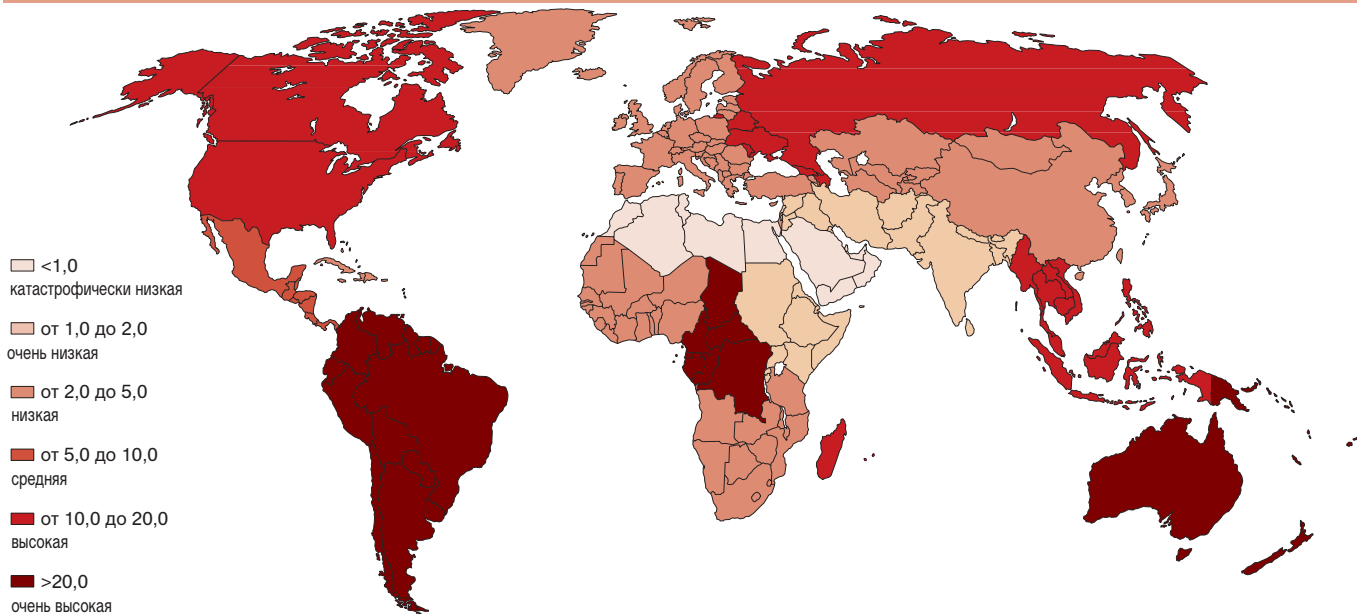 <1,0
катастрофически низкая
от 1,0 до 2,0
очень низкая
от 2,0 до 5,0
низкая
от 5,0 до 10,0
средняя
от 10,0 до 20,0
высокая
>20,0
очень высокая